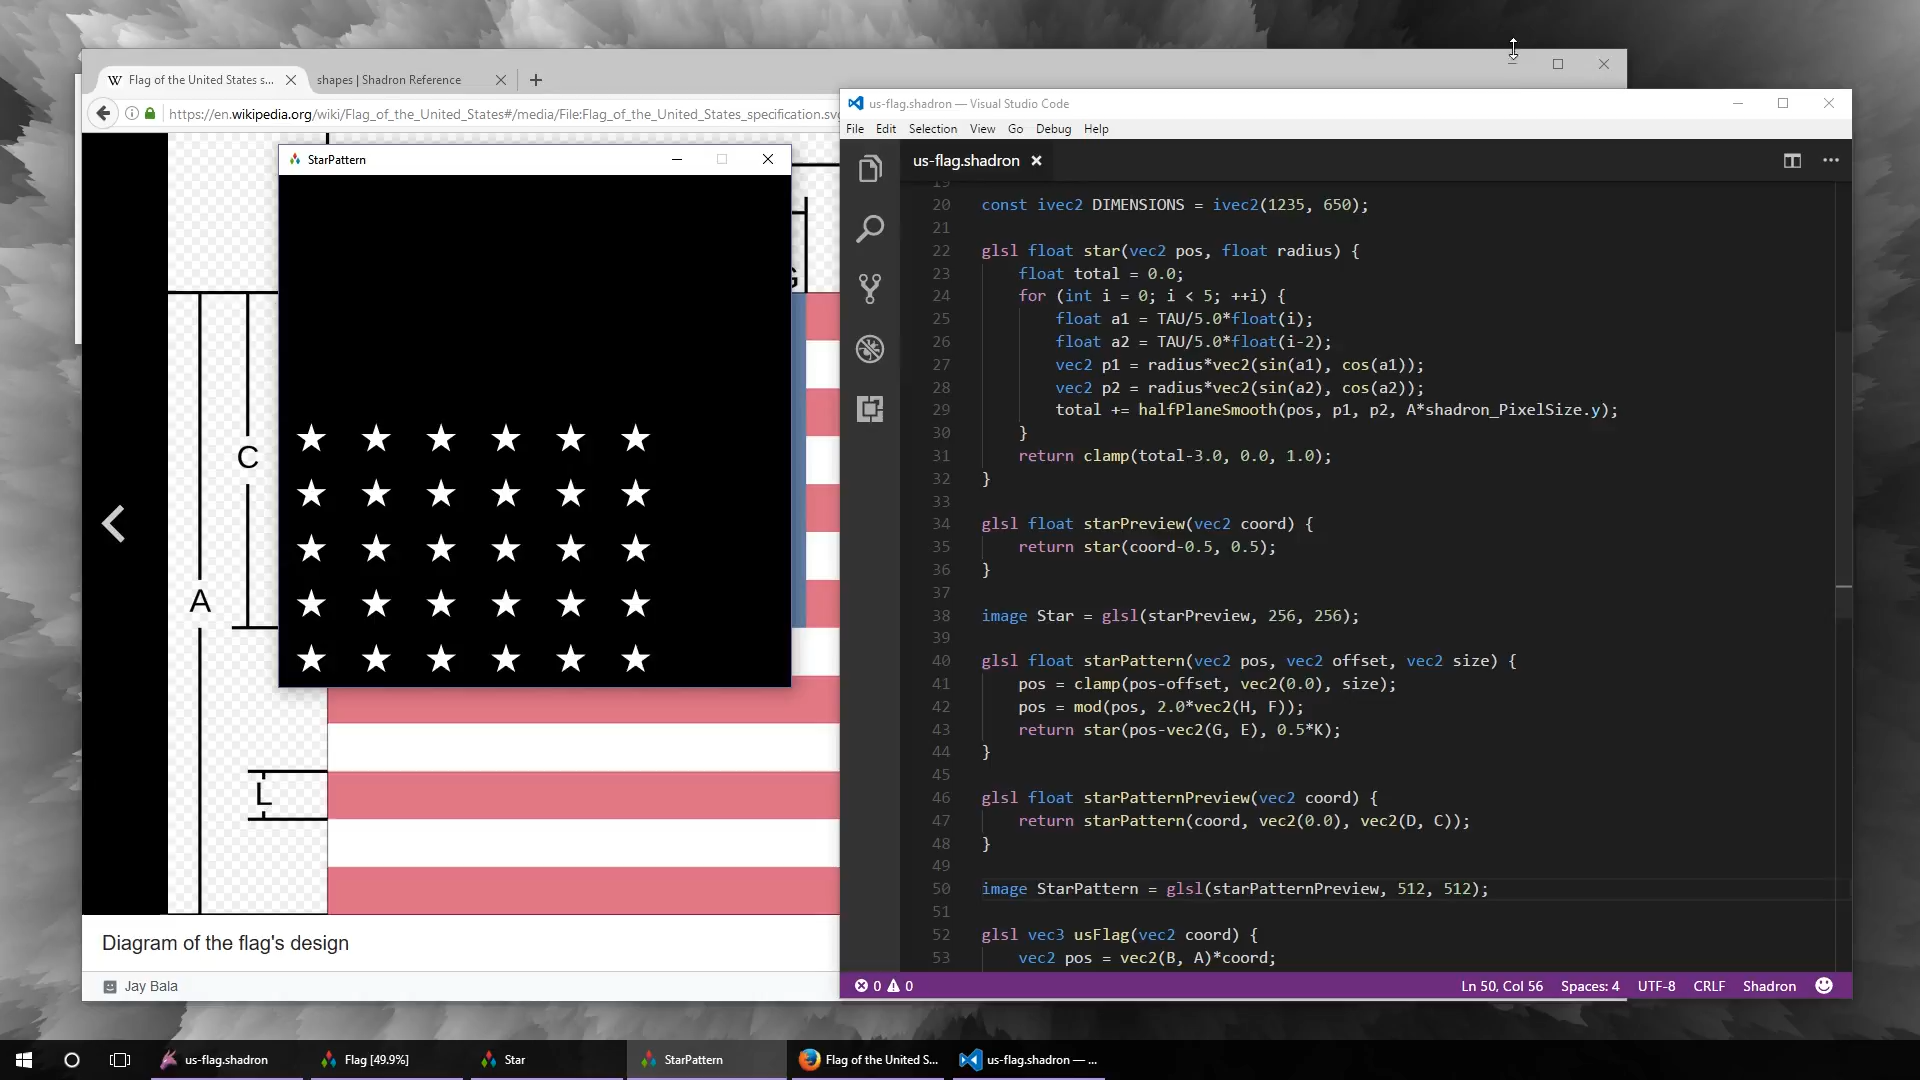 Flag of the United States s...
shapes | Shadron Reference
https://en.wikipedia.org/wiki/Flag_of_the_United_States#/media/File:Flag_of_the_United_States_specification.svg
StarPattern
G
C
A
L
Diagram of the flag's design
Jay Bala
us-flag.shadron — Visual Studio Code
File Edit Selection View Go Debug Help
us-flag.shadron
19
20 const ivec2 DIMENSIONS = ivec2(1235, 650);
21
22 glsl float star(vec2 pos, float radius) {
23 float total = 0.0;
24 for (int i = 0; i < 5; ++i) {
25 float a1 = TAU/5.0*float(i);
26 float a2 = TAU/5.0*float(i-2);
27 vec2 p1 = radius*vec2(sin(a1), cos(a1));
28 vec2 p2 = radius*vec2(sin(a2), cos(a2));
29 total += halfPlaneSmooth(pos, p1, p2, A*shadron_PixelSize.y);
30 }
31 return clamp(total-3.0, 0.0, 1.0);
32 }
33
34 glsl float starPreview(vec2 coord) {
35 return star(coord-0.5, 0.5);
36 }
37
38 image Star = glsl(starPreview, 256, 256);
39
40 glsl float starPattern(vec2 pos, vec2 offset, vec2 size) {
41 pos = clamp(pos-offset, vec2(0.0), size);
42 pos = mod(pos, 2.0*vec2(H, F));
43 return star(pos-vec2(G, E), 0.5*K);
44 }
45
46 glsl float starPatternPreview(vec2 coord) {
47 return starPattern(coord, vec2(0.0), vec2(D, C));
48 }
49
50 image StarPattern = glsl(starPatternPreview, 512, 512);
51
52 glsl vec3 usFlag(vec2 coord) {
53 vec2 pos = vec2(B, A)*coord;
0 0 Ln 50, Col 56 Spaces: 4 UTF-8 CRLF Shadron
us-flag.shadron Flag [49.9%] Star StarPattern Flag of the United S... us-flag.shadron — ...